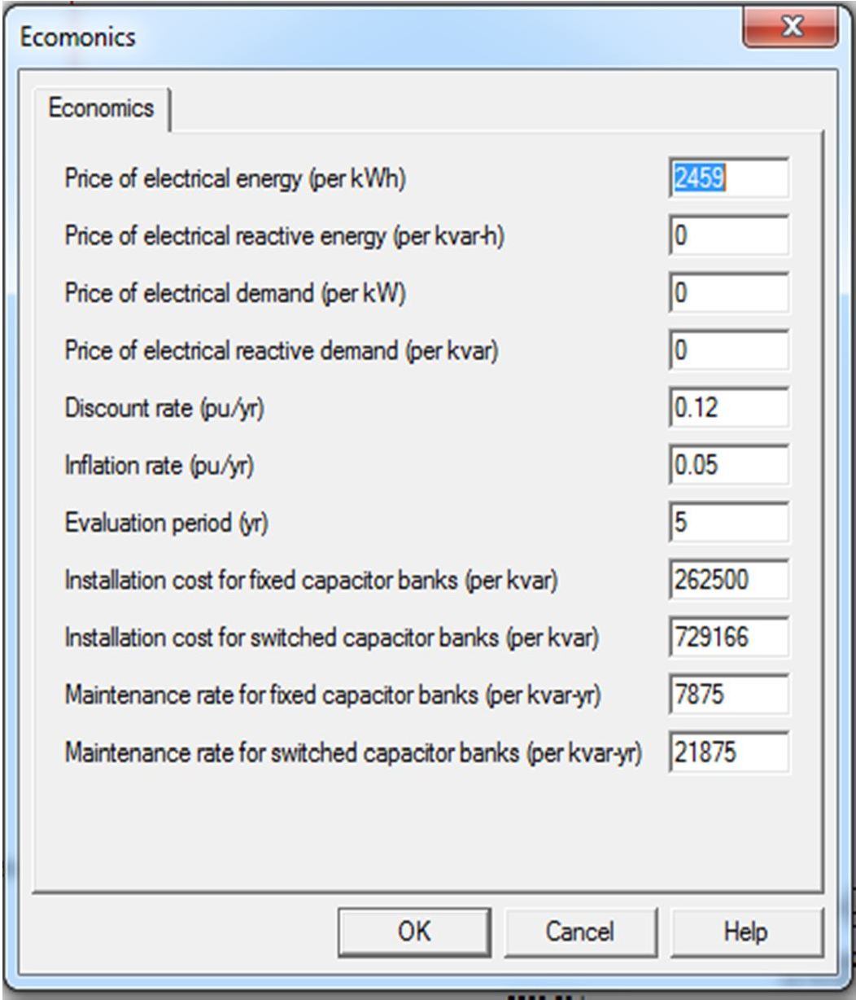 Ecomonics
Economics
Price of electrical energy (per kWh) 2459
Price of electrical reactive energy (per kvar-h) 0
Price of electrical demand (per kW) 0
Price of electrical reactive demand (per kvar) 0
Discount rate (pu/yr) 0.12
Inflation rate (pu/yr) 0.05
Evaluation period (yr) 5
Installation cost for fixed capacitor banks (per kvar) 262500
Installation cost for switched capacitor banks (per kvar) 729166
Maintenance rate for fixed capacitor banks (per kvar-yr) 7875
Maintenance rate for switched capacitor banks (per kvar-yr) 21875
OK Cancel Help